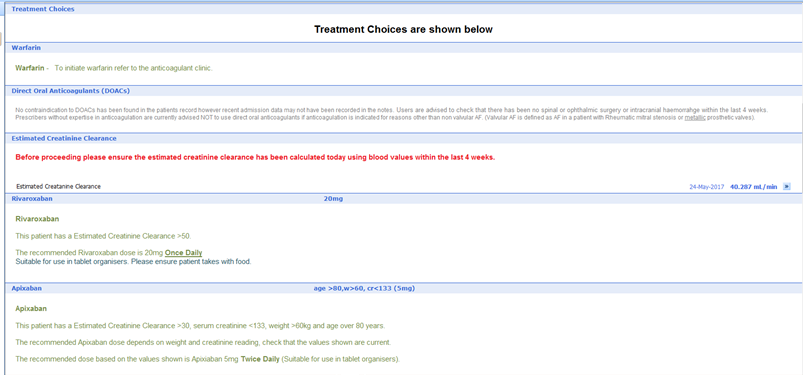 Treatment Choices
Treatment Choices are shown below
Warfarin
Warfarin - To initiate warfarin refer to the anticoagulant clinic.
Direct Oral Anticoagulants (DOACs)
No contraindication to DOACs has been found in the patients record however recent admission data may not have been recorded in the notes. Users are advised to check that there has been no spinal or ophthalmic surgery or intracranial haemorrahge within the last 4 weeks.
Prescribers without expertise in anticoagulation are currently advised NOT to use direct oral anticoagulants if anticoagulation is indicated for reasons other than non valvular AF. (Valvular AF is defined as AF in a patient with Rheumatic mitral stenosis or metallic prosthetic valves).
Estimated Creatinine Clearance
Before proceeding please ensure the estimated creatinine clearance has been calculated today using blood values within the last 4 weeks.
Estimated Creatanine Clearance 24-May-2017 40.287 mL/min
Rivaroxaban 20mg
Rivaroxaban
This patient has a Estimated Creatinine Clearance >50.
The recommended Rivaroxaban dose is 20mg Once Daily
Suitable for use in tablet organisers. Please ensure patient takes with food.
Apixaban age >80,w>60, cr<133 (5mg)
Apixaban
This patient has a Estimated Creatinine Clearance >30, serum creatinine <133, weight >60kg and age over 80 years.
The recommended Apixaban dose depends on weight and creatinine reading, check that the values shown are current.
The recommended dose based on the values shown is Apixiaban 5mg Twice Daily (Suitable for use in tablet organisers).